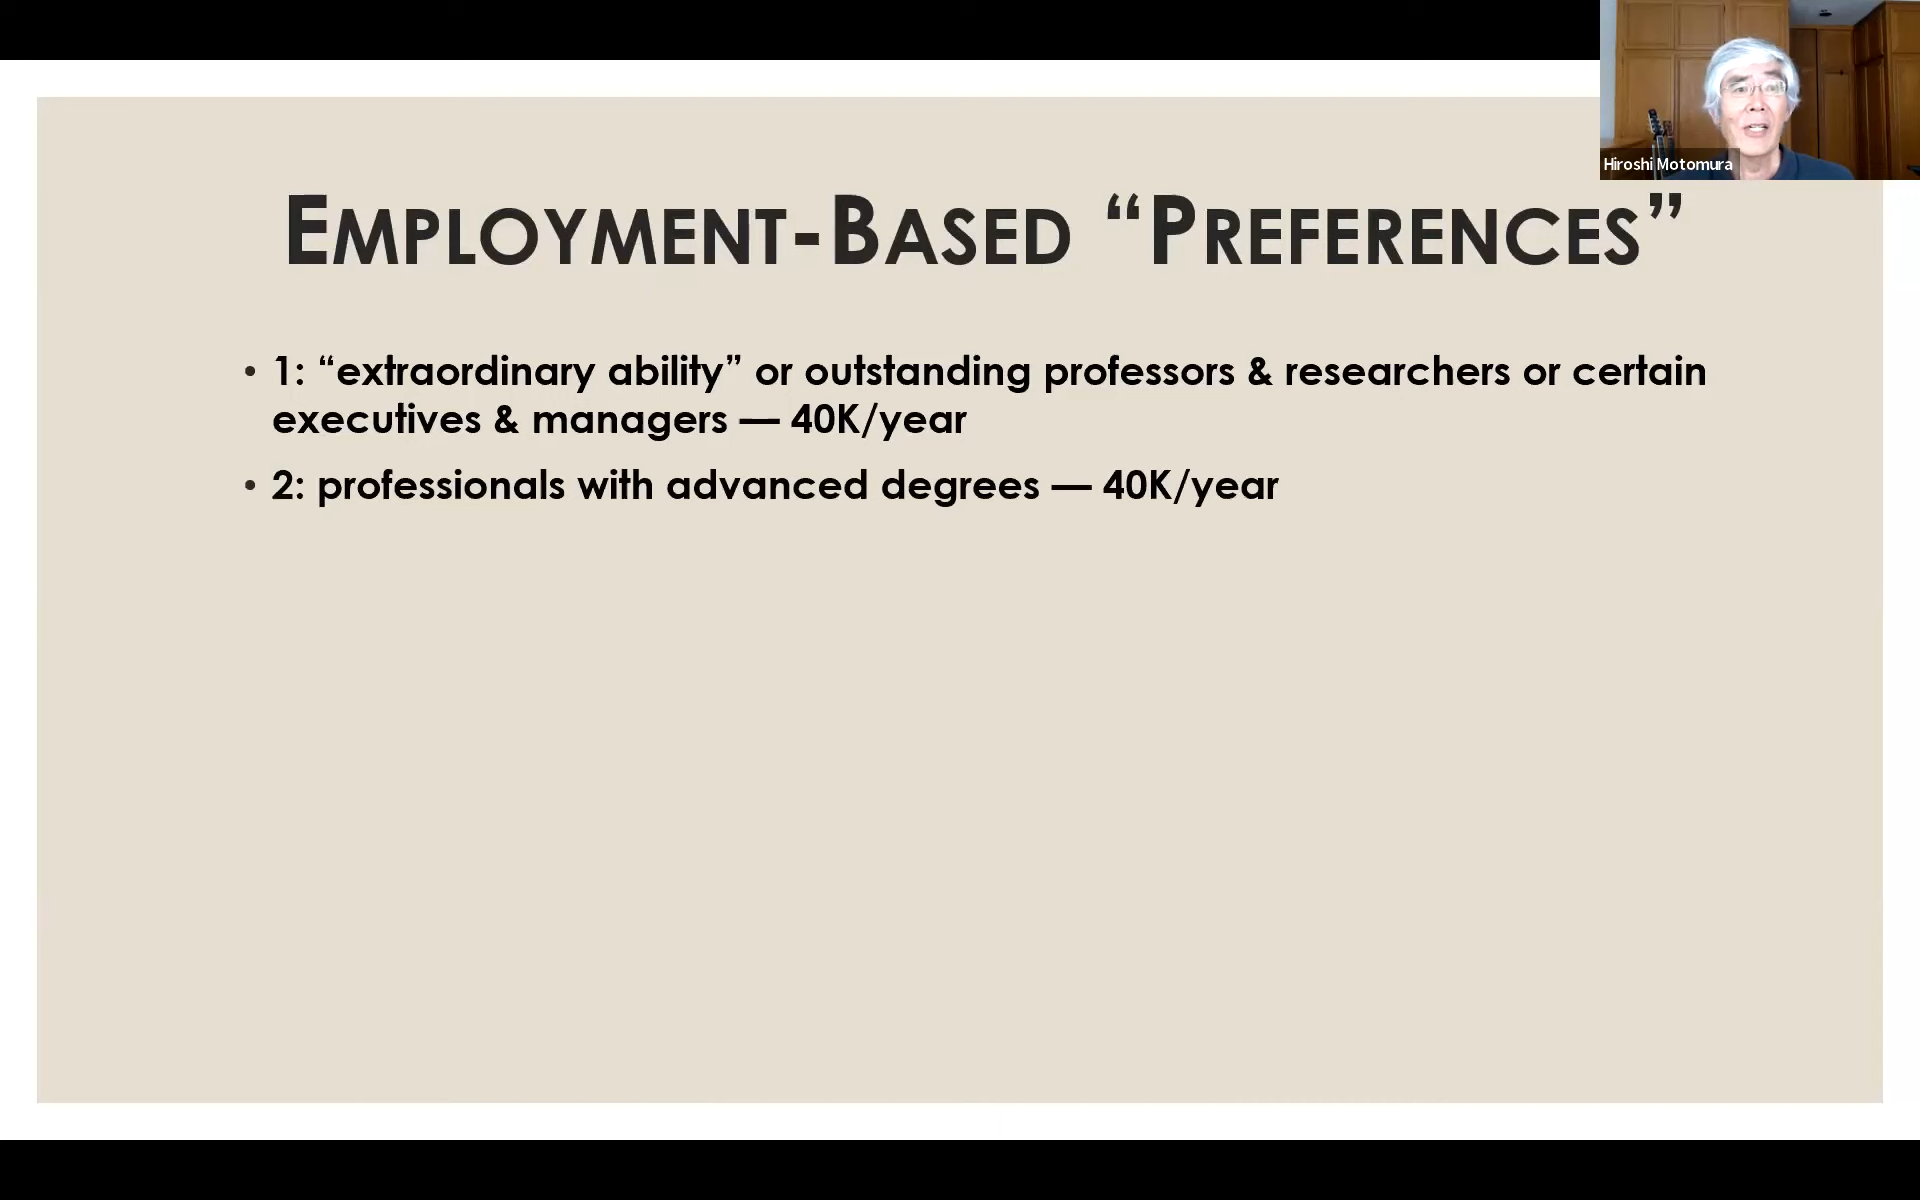 Hiroshi Motomura
EMPLOYMENT-BASED “PREFERENCES”
• 1: “extraordinary ability” or outstanding professors & researchers or certain
executives & managers — 40K/year
• 2: professionals with advanced degrees — 40K/year